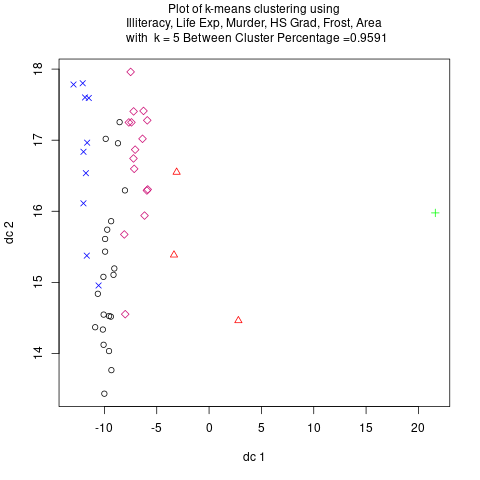 Plot of k-means clustering using
Illiteracy, Life Exp, Murder, HS Grad, Frost, Area
with k = 5 Between Cluster Percentage =0.9591
dc 2
18
17
16
15
14
-10 -5 0 5 10 15 20
dc 1